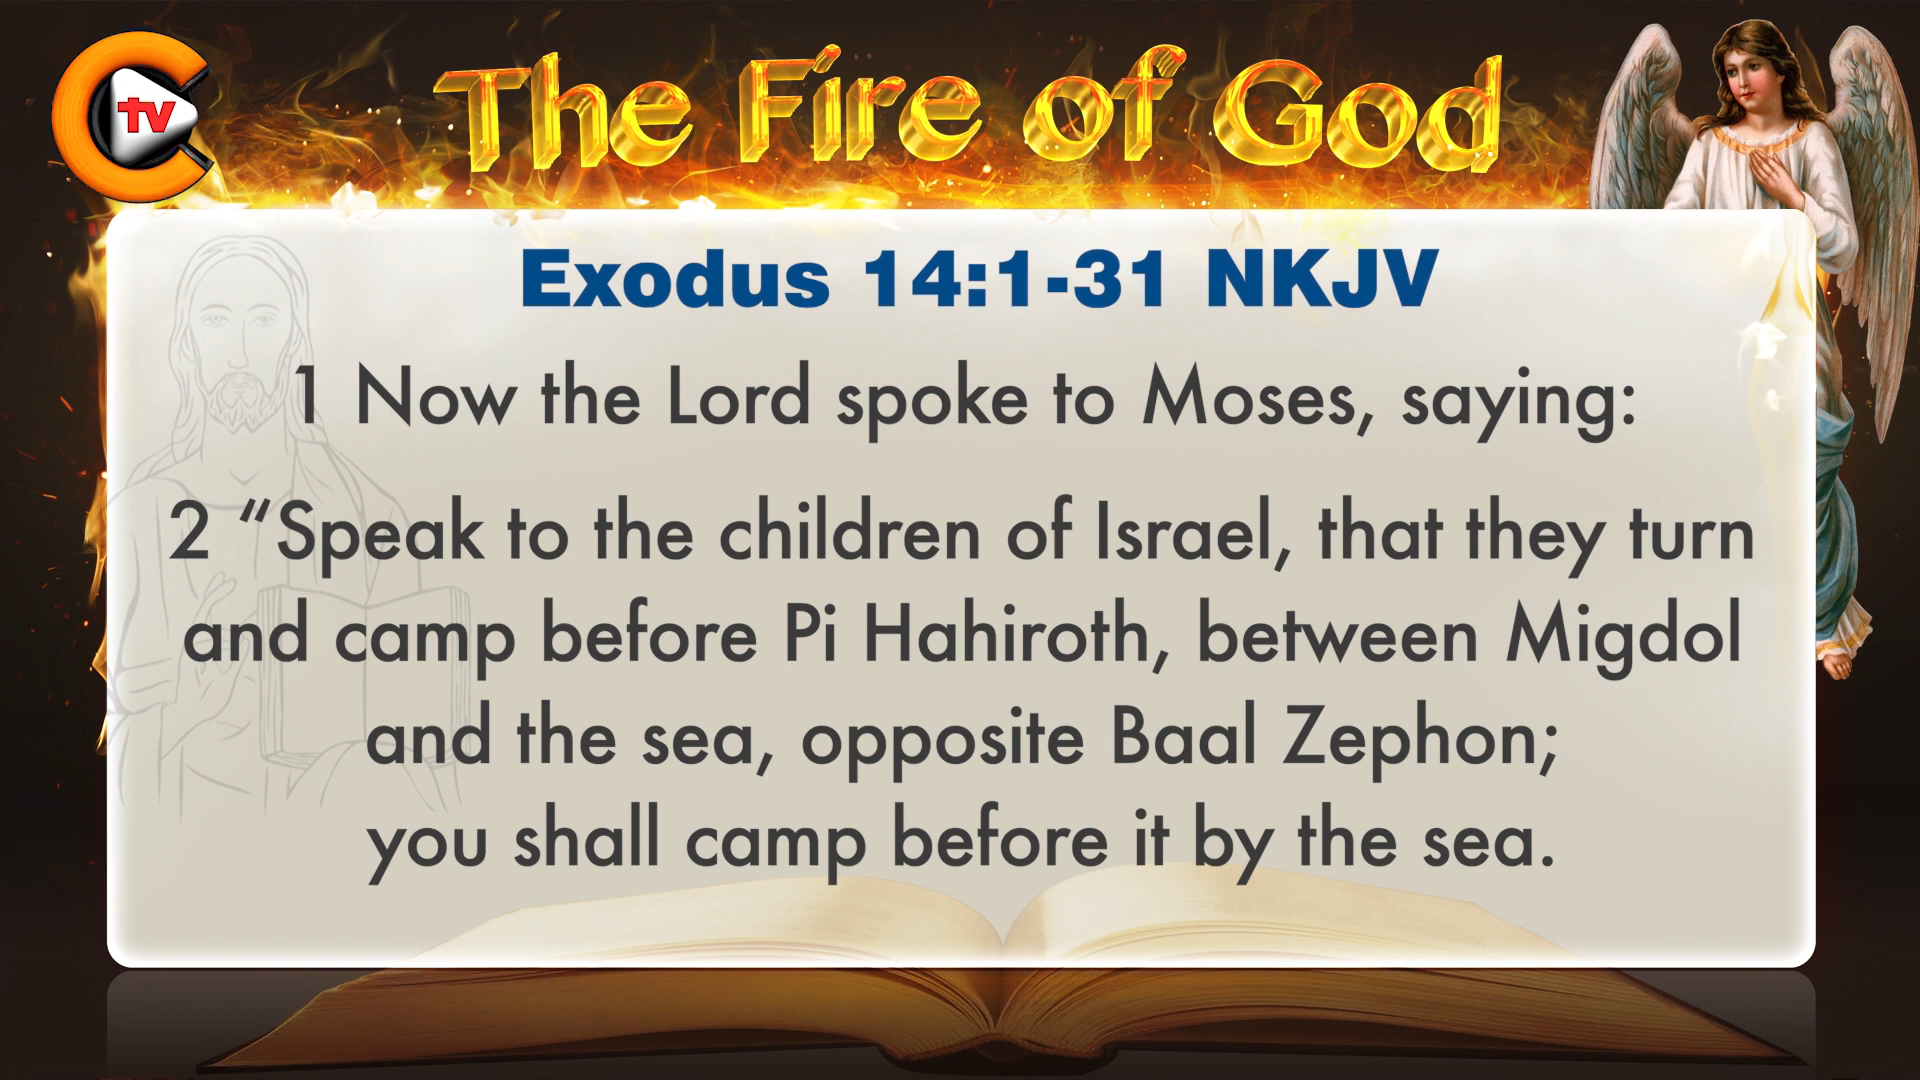 tv
The Fire of God
Exodus 14:1-31 NKJV
1 Now the Lord spoke to Moses, saying:
2 “Speak to the children of Israel, that they turn
and camp before Pi Hahiroth, between Migdol
and the sea, opposite Baal Zephon;
you shall camp before it by the sea.